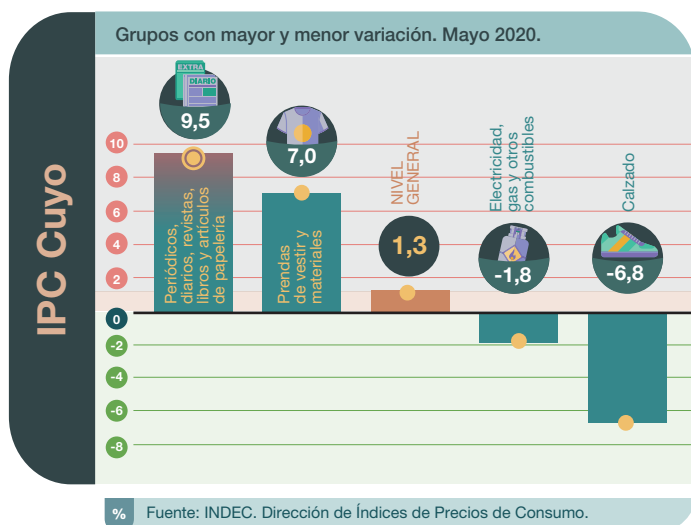 Grupos con mayor y menor variación. Mayo 2020.
IPC Cuyo
EXTRA
DIARIO
9,5
7,0
1,3
-1,8
-6,8
10
8
6
4
2
0
-2
-4
-6
-8
Periódicos,
diarios, revistas,
libros y artículos
de papelería
Prendas
de vestir y
materiales
NIVEL
GENERAL
Electricidad,
gas y otros
combustibles
Calzado
%
Fuente: INDEC. Dirección de Índices de Precios de Consumo.